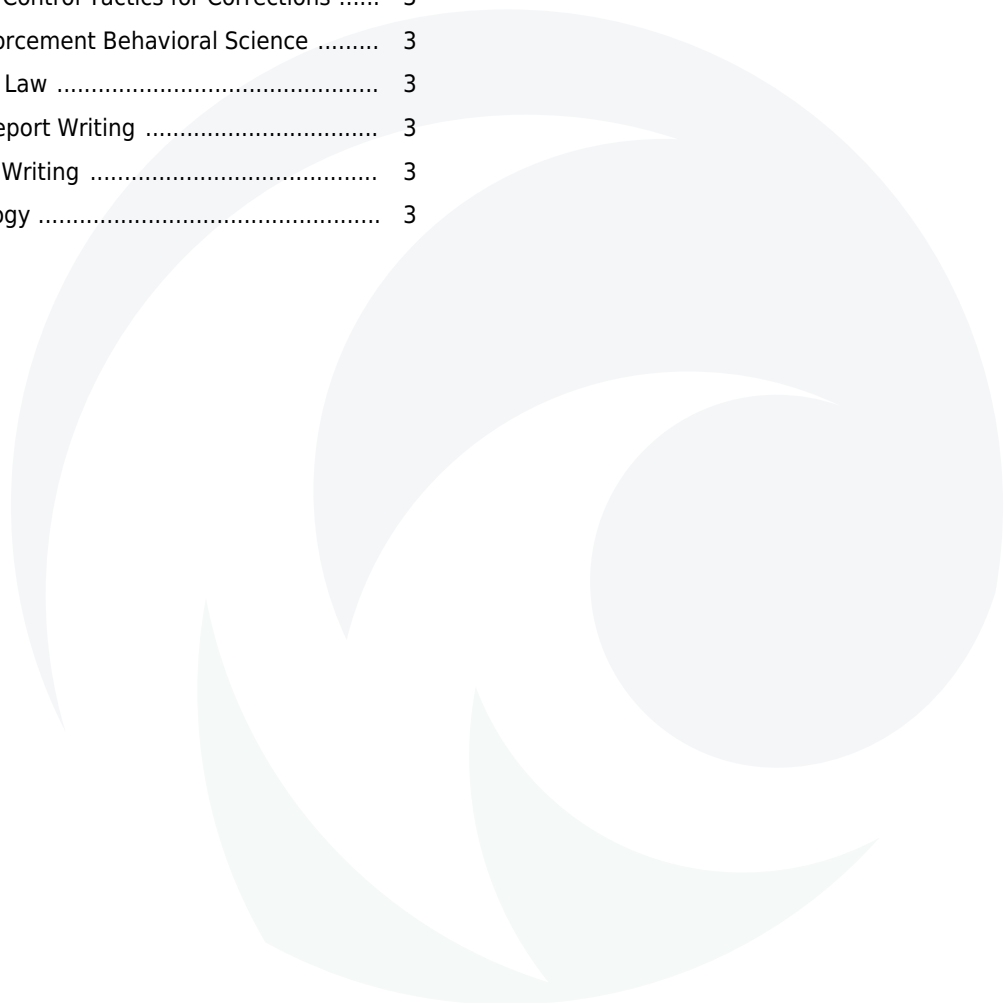 Control Tactics for Corrections ...... 3
orcement Behavioral Science ......... 3
Law ............................................... 3
eport Writing .................................. 3
Writing .......................................... 3
ogy .................................................. 3